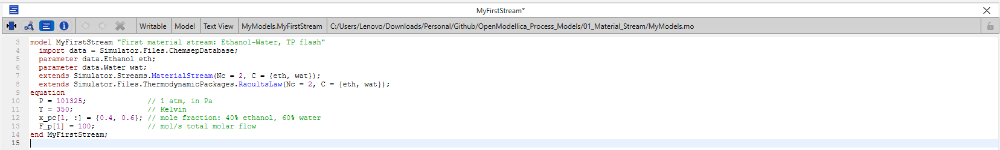 MyFirstStream*
Writable Model Text View MyModels.MyFirstStream C:/Users/Lenovo/Downloads/Personal/Github/OpenModellica_Process_Models/01_Material_Stream/MyModels.mo
3 model MyFirstStream "First material stream: Ethanol-Water, TP flash"
4 import data = Simulator.Files.ChemsepDatabase;
5 parameter data.Ethanol eth;
6 parameter data.Water wat;
7 extends Simulator.Streams.MaterialStream(Nc = 2, C = {eth, wat});
8 extends Simulator.Files.ThermodynamicPackages.RaoultsLaw(Nc = 2, C = {eth, wat});
9 equation
10 P = 101325; // 1 atm, in Pa
11 T = 350; // Kelvin
12 x_pc[1, :] = {0.4, 0.6}; // mole fraction: 40% ethanol, 60% water
13 F_p[1] = 100; // mol/s total molar flow
14 end MyFirstStream;
15